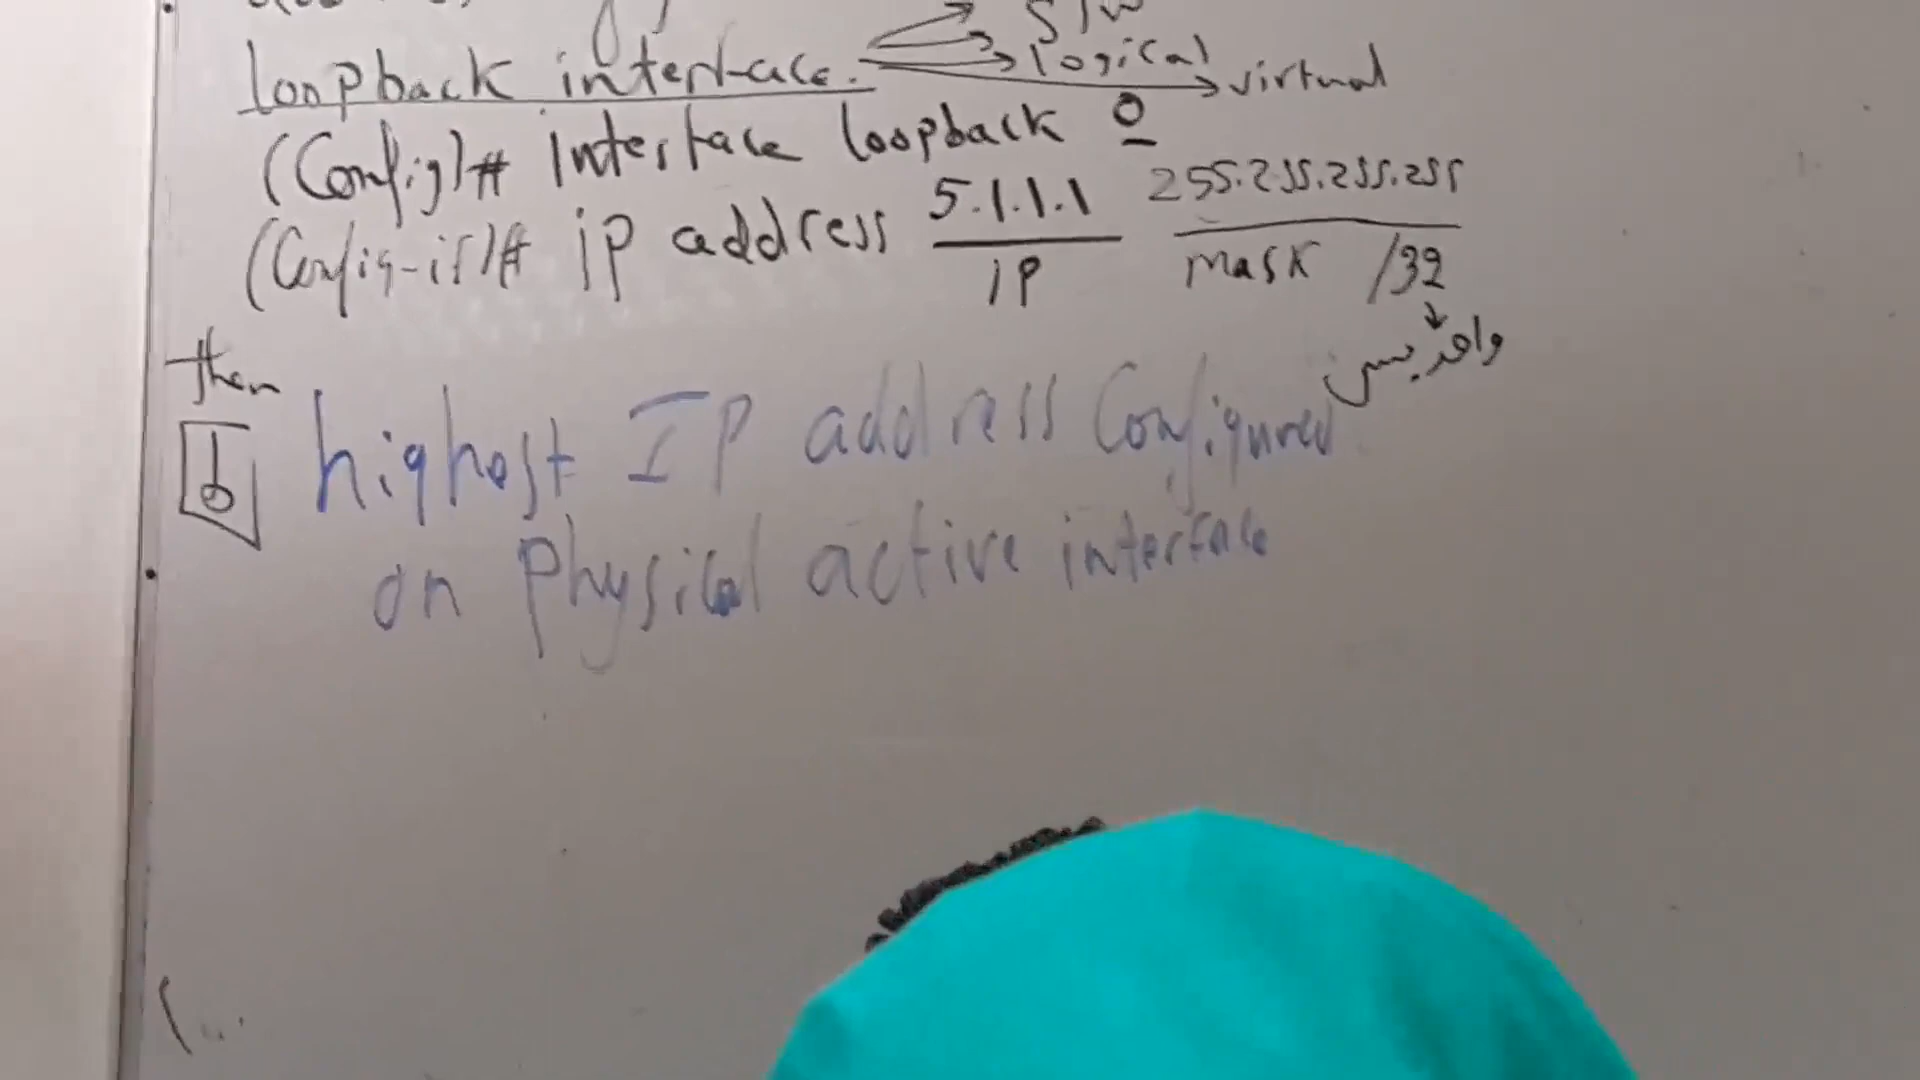 S/W
loopback interface. logical virtual
(Config)# interface loopback 0
(Config-if)# ip address 5.1.1.1 255.255.255.255
IP mask /32
واحد بس
then
highest IP address Configured
on Physical active interface